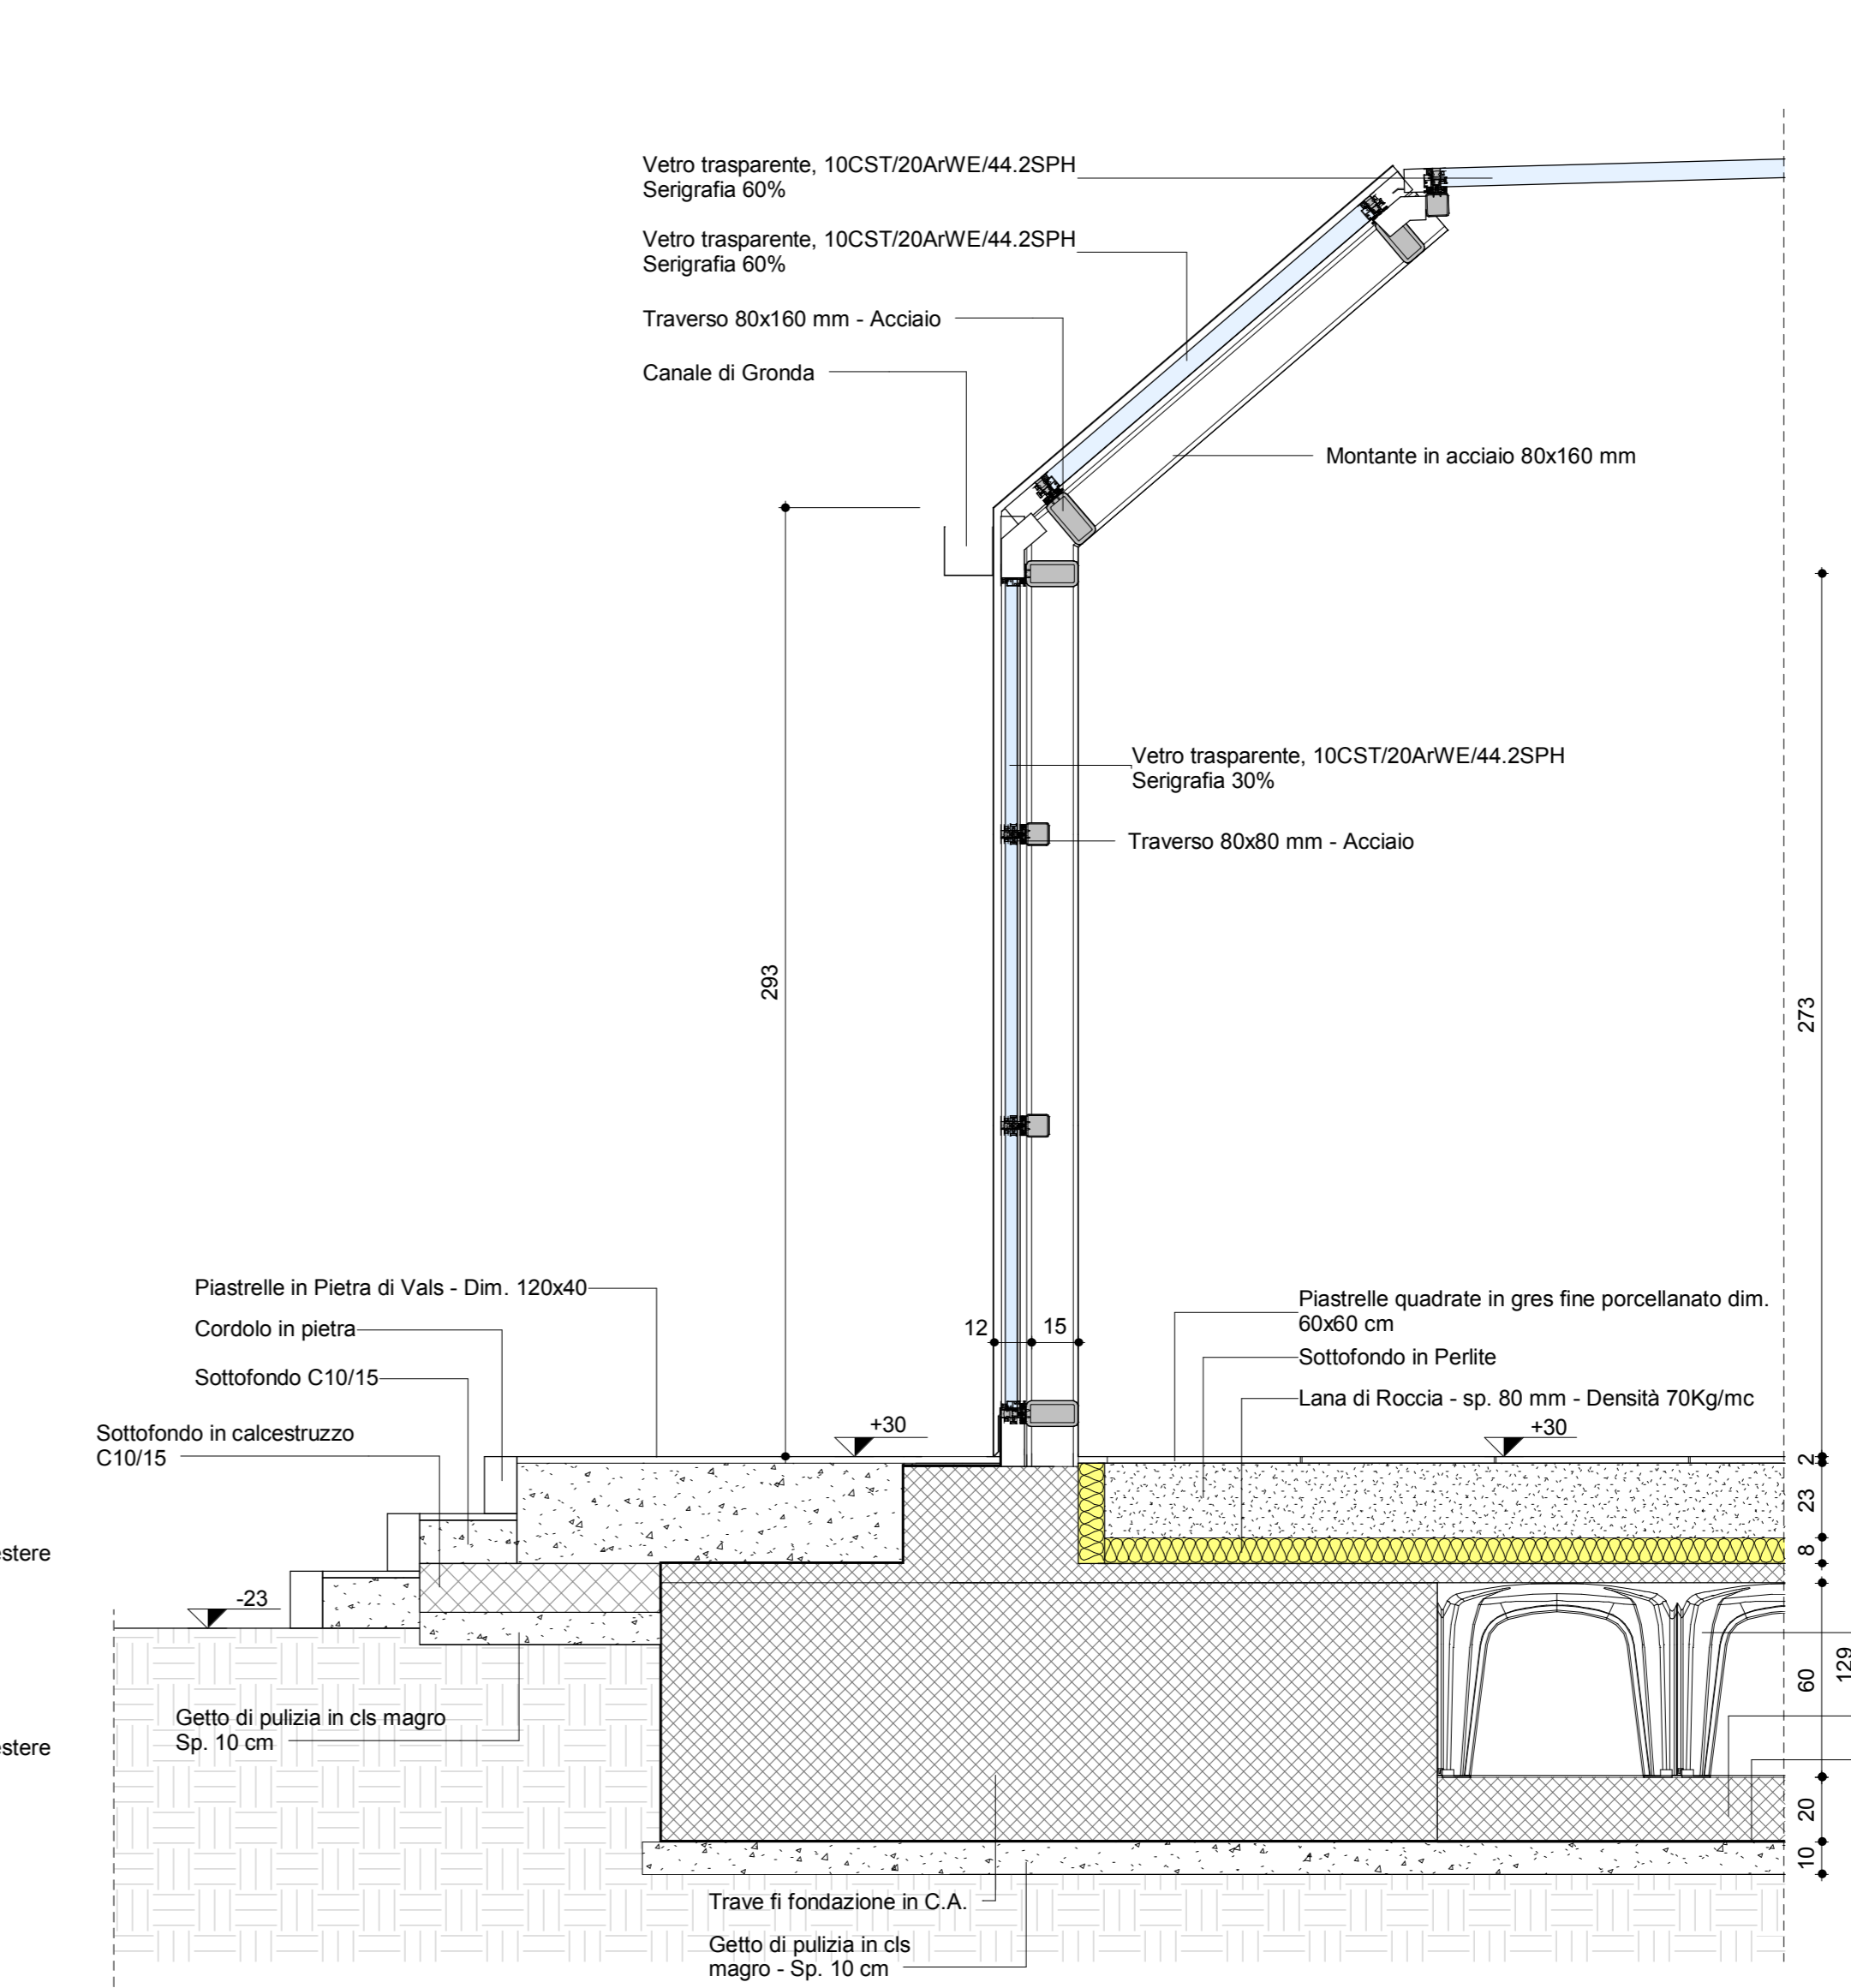 Vetro trasparente, 10CST/20ArWE/44.2SPH
Serigrafia 60%
Vetro trasparente, 10CST/20ArWE/44.2SPH
Serigrafia 60%
Traverso 80x160 mm - Acciaio
Canale di Gronda
Montante in acciaio 80x160 mm
Vetro trasparente, 10CST/20ArWE/44.2SPH
Serigrafia 30%
Traverso 80x80 mm - Acciaio
293
273
Piastrelle in Pietra di Vals - Dim. 120x40
Cordolo in pietra
Sottofondo C10/15
Sottofondo in calcestruzzo
C10/15
12
15
Piastrelle quadrate in gres fine porcellanato dim.
60x60 cm
Sottofondo in Perlite
Lana di Roccia - sp. 80 mm - Densità 70Kg/mc
+30
+30
2
23
8
estere
-23
129
60
Getto di pulizia in cls magro
Sp. 10 cm
estere
20
10
Trave fi fondazione in C.A.
Getto di pulizia in cls
magro - Sp. 10 cm